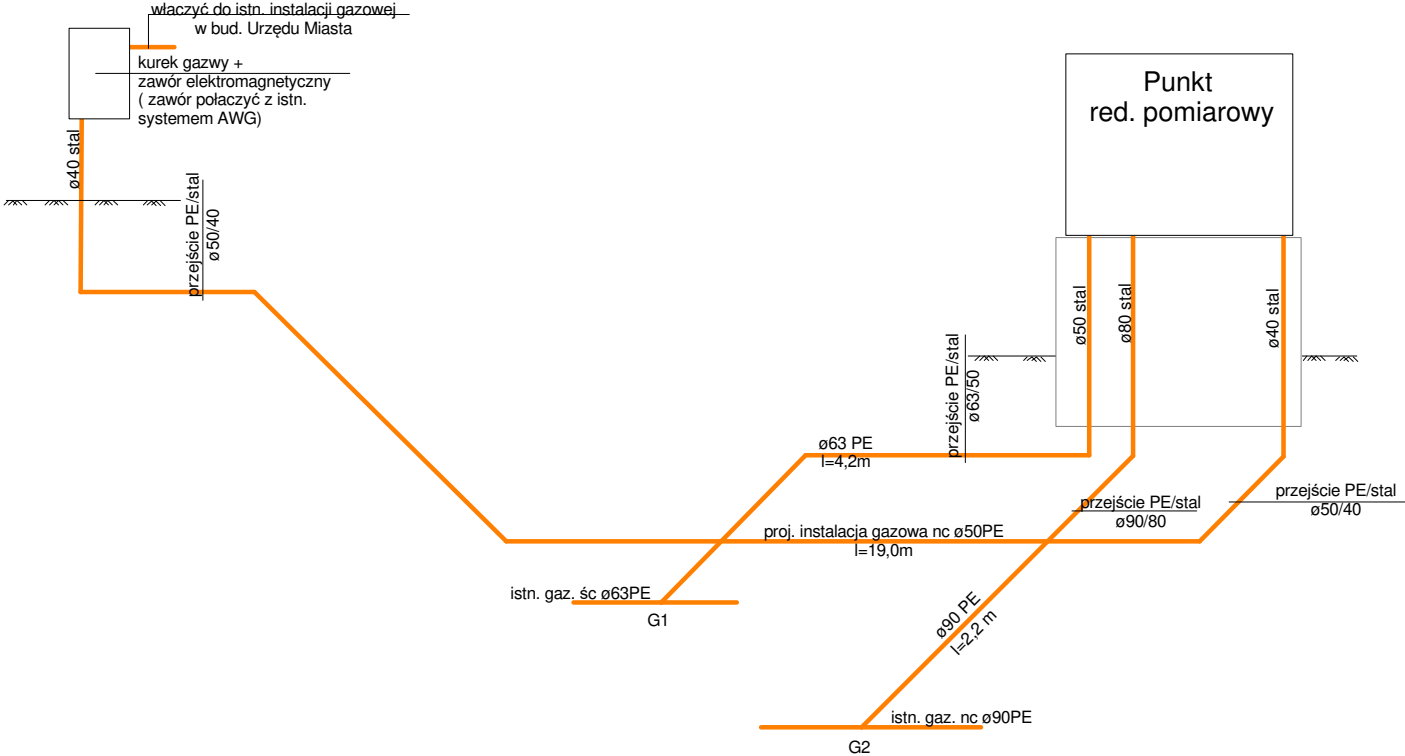 właczyć do istn. instalacji gazowej
w bud. Urzędu Miasta
kurek gazwy +
zawór elektromagnetyczny
( zawór połaczyć z istn.
systemem AWG)
ø40 stal
przejście PE/stal
ø50/40
Punkt
red. pomiarowy
ø50 stal
ø80 stal
ø40 stal
przejście PE/stal
ø63/50
ø63 PE
l=4,2m
przejście PE/stal
ø90/80
przejście PE/stal
ø50/40
proj. instalacja gazowa nc ø50PE
l=19,0m
istn. gaz. śc ø63PE
G1
ø90 PE
l=2,2 m
istn. gaz. nc ø90PE
G2